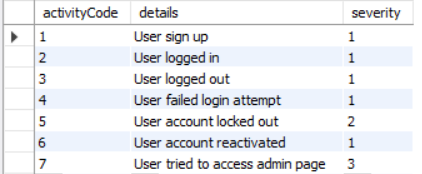 activityCode details severity
1 User sign up 1
2 User logged in 1
3 User logged out 1
4 User failed login attempt 1
5 User account locked out 2
6 User account reactivated 1
7 User tried to access admin page 3